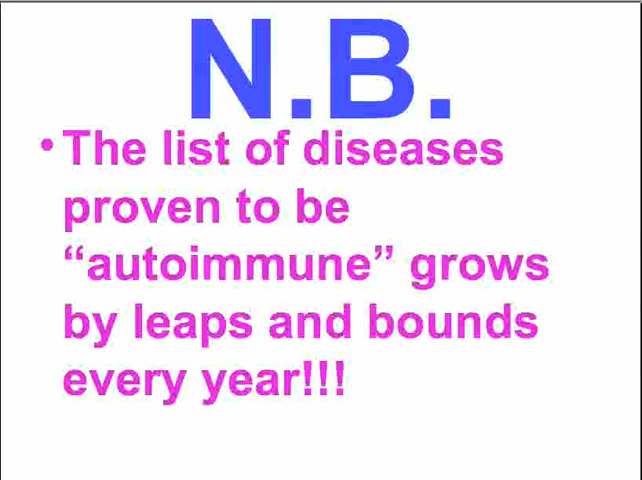 N.B.
• The list of diseases
proven to be
“autoimmune” grows
by leaps and bounds
every year!!!